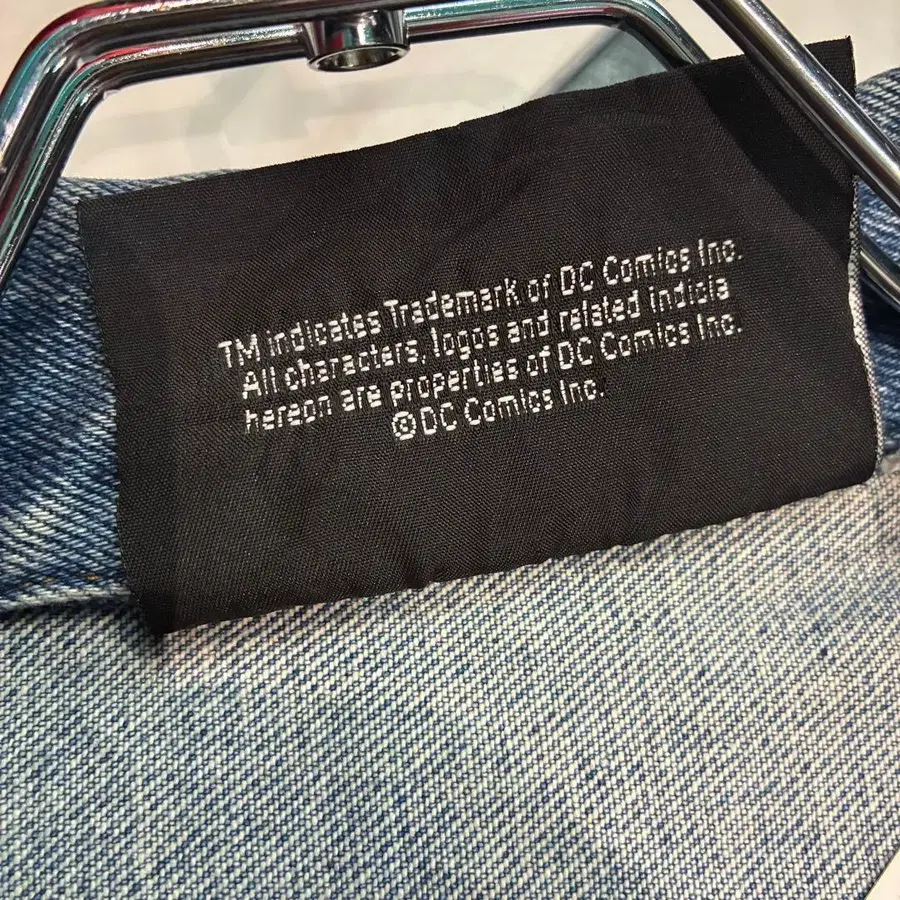 TM indicates Trademark of DC Comics Inc.
All characters, logos and related indicia
hereon are properties of DC Comics Inc.
©DC Comics Inc.